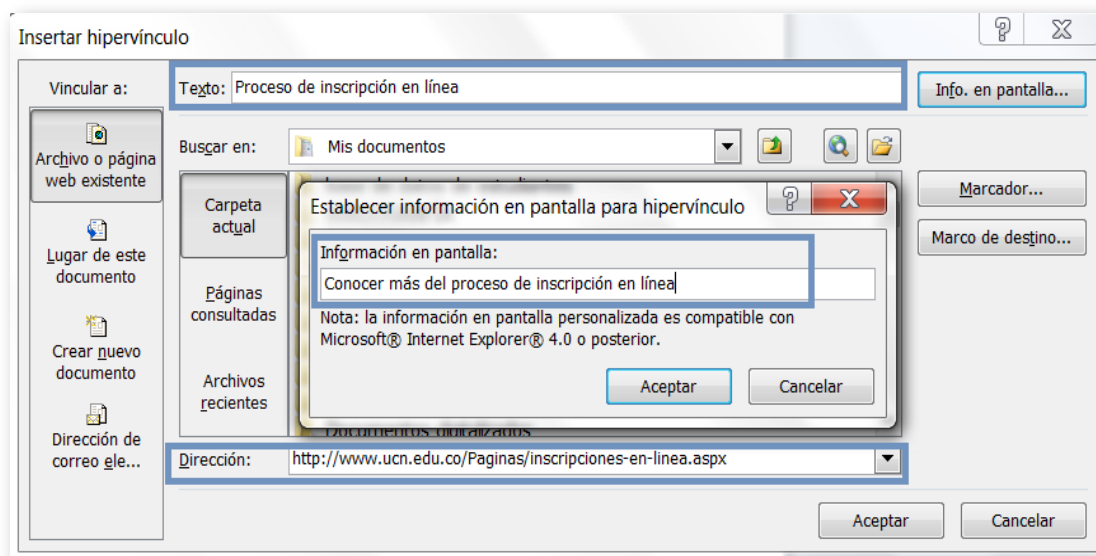 Insertar hipervínculo
Vincular a:
Texto: Proceso de inscripción en línea
Info. en pantalla...
Archivo o página
web existente
Buscar en: Mis documentos
Carpeta
actual
Establecer información en pantalla para hipervínculo
Marcador...
Lugar de este
documento
Información en pantalla:
Marco de destino...
Conocer más del proceso de inscripción en línea
Páginas
consultadas
Nota: la información en pantalla personalizada es compatible con
Microsoft® Internet Explorer® 4.0 o posterior.
Crear nuevo
documento
Archivos
recientes
Aceptar Cancelar
Documentos digitalizados
Dirección de
correo ele...
Dirección: http://www.ucn.edu.co/Paginas/inscripciones-en-linea.aspx
Aceptar Cancelar